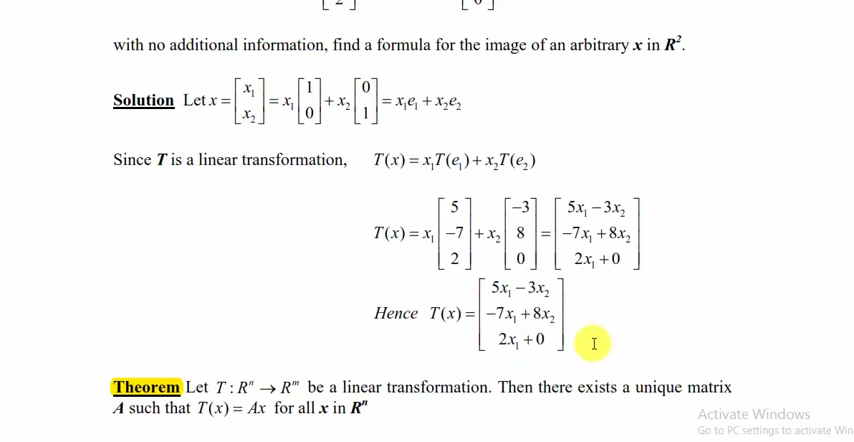 [ 2 ] [ 0 ]
with no additional information, find a formula for the image of an arbitrary x in R².
Solution Let x = [x₁ x₂] = x₁ [1 0] + x₂ [0 1] = x₁e₁ + x₂e₂
Since T is a linear transformation, T(x) = x₁T(e₁) + x₂T(e₂)
T(x) = x₁ [5 −7 2] + x₂ [−3 8 0] = [5x₁ − 3x₂ −7x₁ + 8x₂ 2x₁ + 0]
Hence T(x) = [5x₁ − 3x₂ −7x₁ + 8x₂ 2x₁ + 0]
Theorem Let T : Rⁿ → Rᵐ be a linear transformation. Then there exists a unique matrix
A such that T(x) = Ax for all x in Rⁿ
Activate Windows
Go to PC settings to activate Win